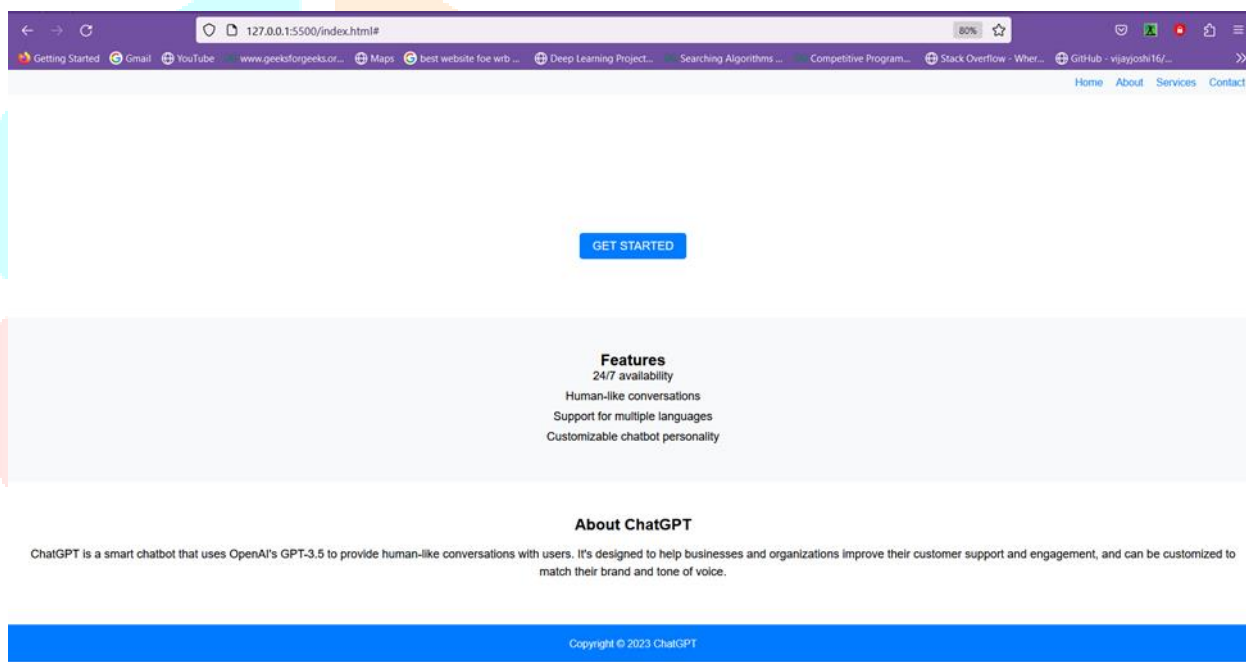 127.0.0.1:5500/index.html#
80%
Getting Started Gmail YouTube www.geeksforgeeks.or... Maps best website foe wrb ... Deep Learning Project... Searching Algorithms ... Competitive Program... Stack Overflow - Wher... GitHub - vijayjoshi16/...
Home About Services Contact
GET STARTED
Features
24/7 availability
Human-like conversations
Support for multiple languages
Customizable chatbot personality
About ChatGPT
ChatGPT is a smart chatbot that uses OpenAI's GPT-3.5 to provide human-like conversations with users. It's designed to help businesses and organizations improve their customer support and engagement, and can be customized to
match their brand and tone of voice.
Copyright © 2023 ChatGPT